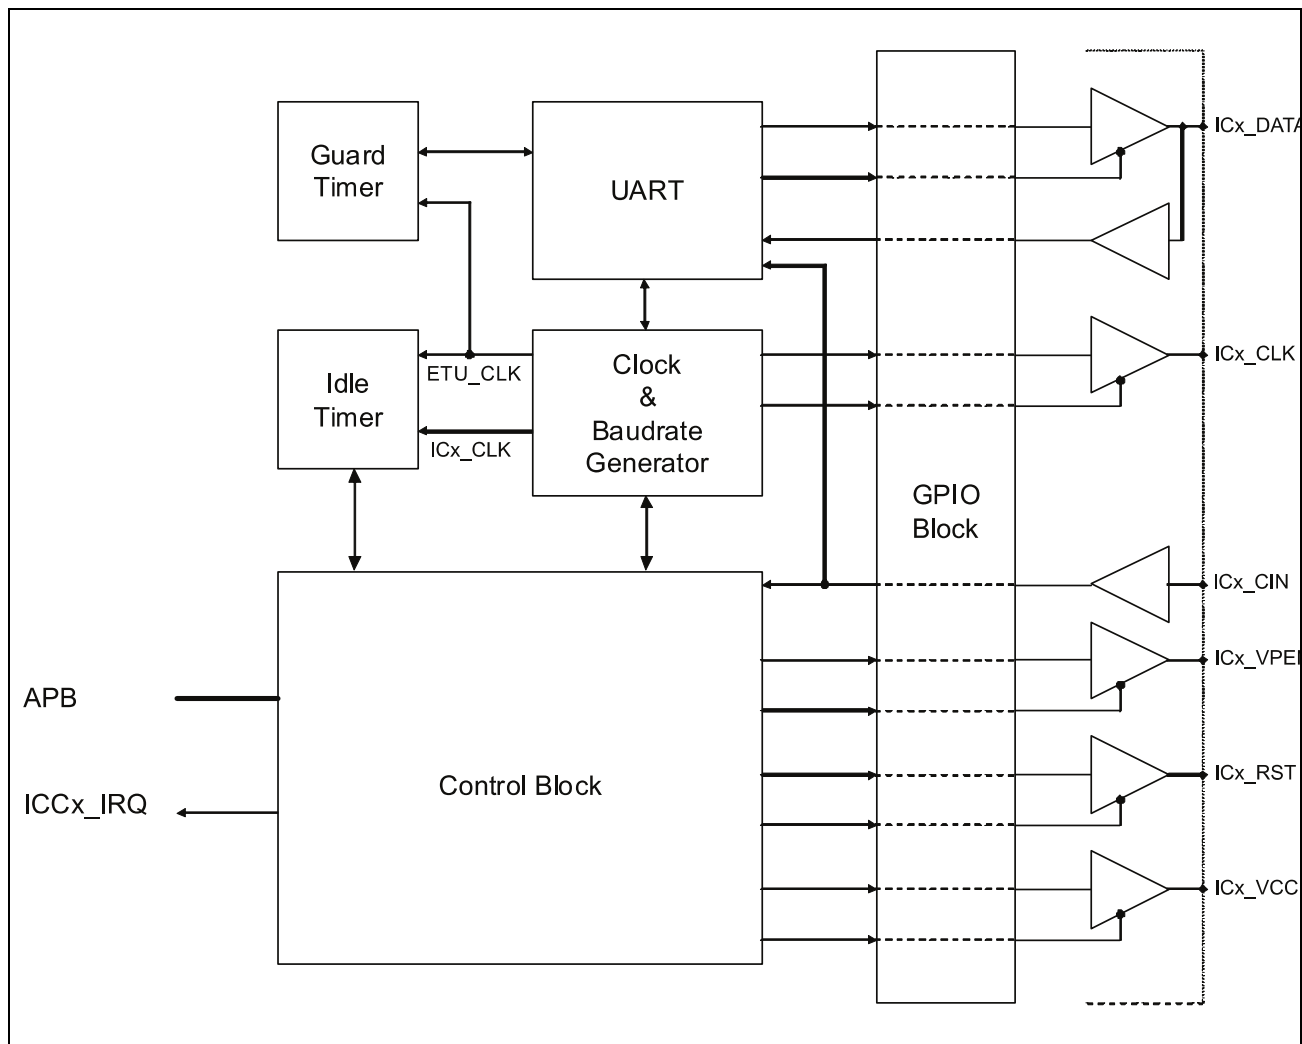 ICx_DATA
Guard
Timer
UART
ICx_CLK
ETU_CLK
Clock
&
Baudrate
Generator
Idle
Timer
ICx_CLK
GPIO
Block
ICx_CIN
ICx_VPEN
APB
Control Block
ICx_RST
ICCx_IRQ
ICx_VCC